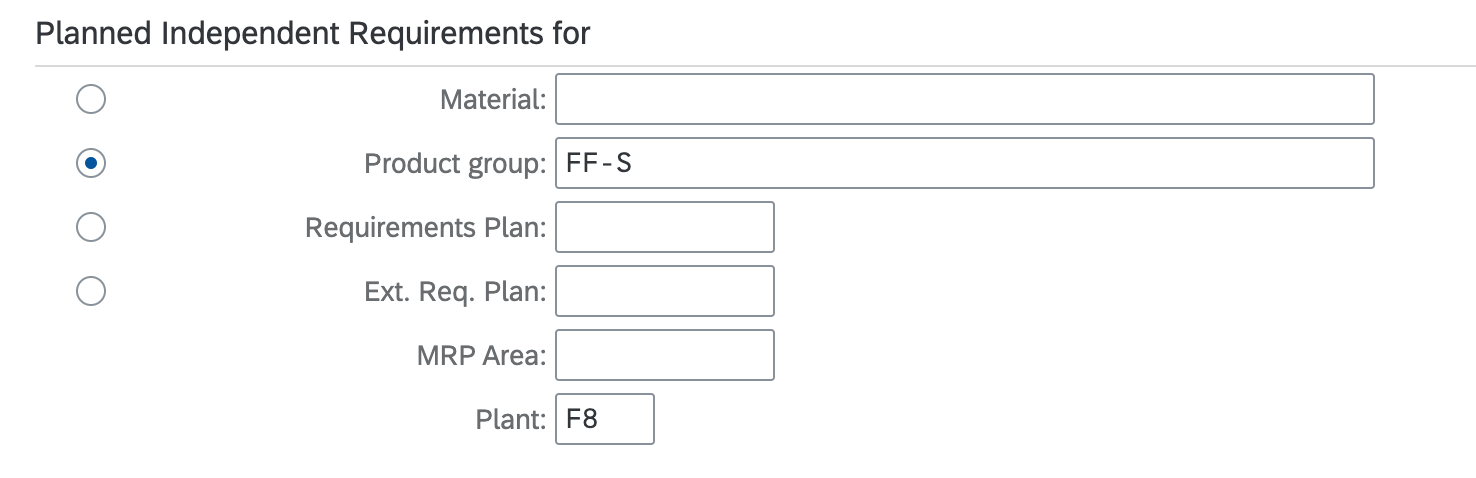 Planned Independent Requirements for
Material:
Product group: FF-S
Requirements Plan:
Ext. Req. Plan:
MRP Area:
Plant: F8